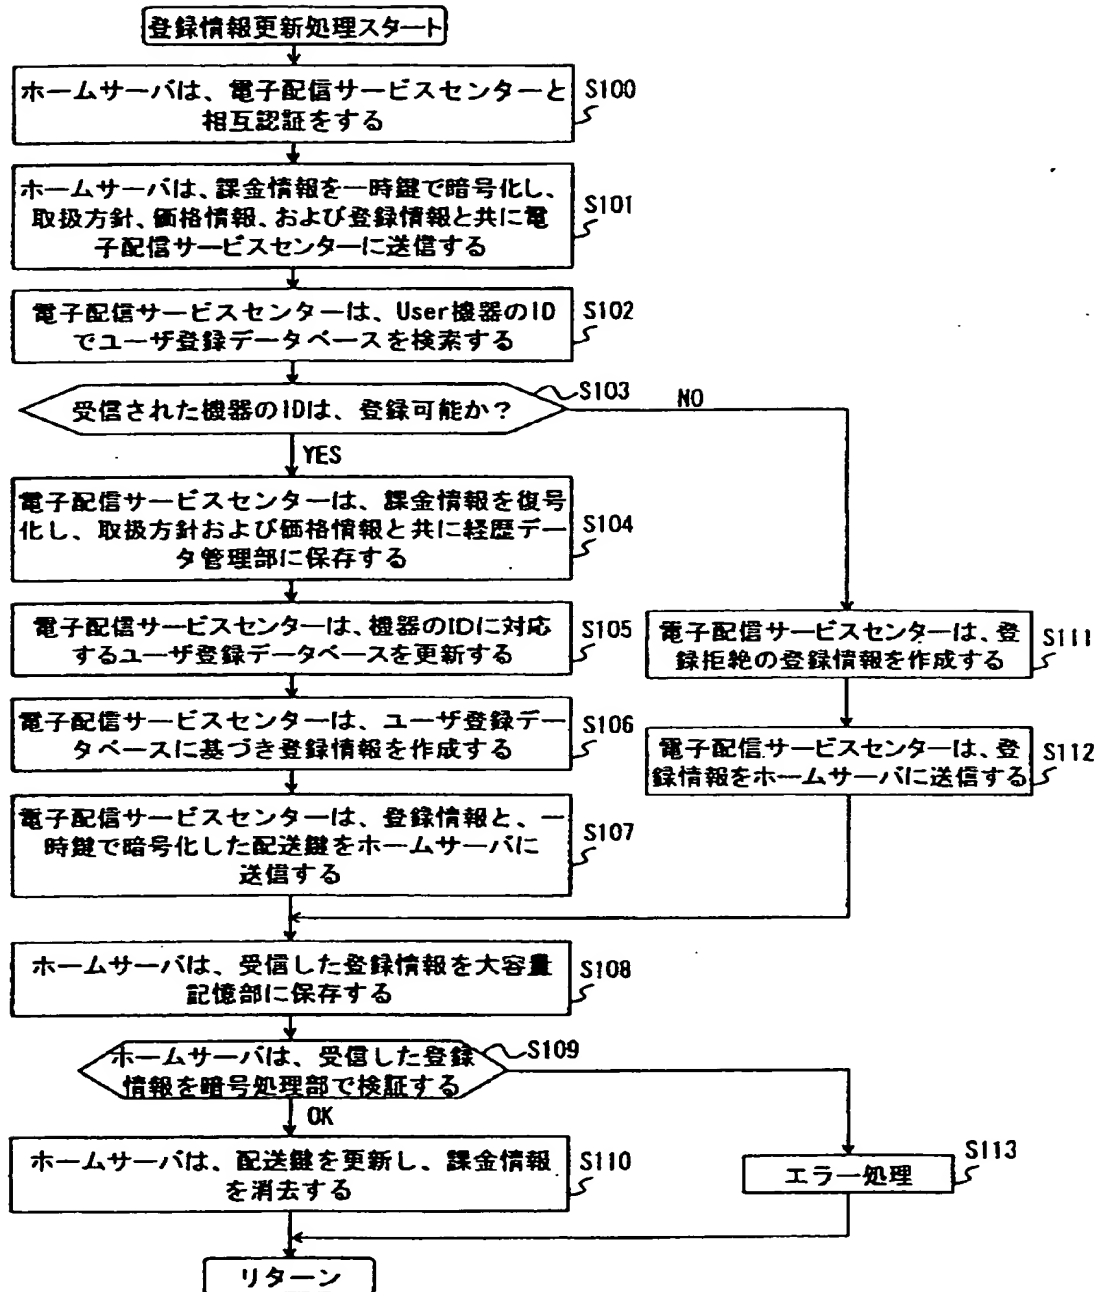 登録情報更新処理スタート
ホームサーバは、電子配信サービスセンターと
相互認証をする
S100
ホームサーバは、課金情報を一時鍵で暗号化し、
取扱方針、価格情報、および登録情報と共に電
子配信サービスセンターに送信する
S101
電子配信サービスセンターは、User機器のID
でユーザ登録データベースを検索する
S102
受信された機器のIDは、登録可能か?
S103
NO
YES
電子配信サービスセンターは、課金情報を復号
化し、取扱方針および価格情報と共に経歴デー
タ管理部に保存する
S104
電子配信サービスセンターは、機器のIDに対応
するユーザ登録データベースを更新する
S105
電子配信サービスセンターは、登
録拒絶の登録情報を作成する
S111
電子配信サービスセンターは、ユーザ登録デー
タベースに基づき登録情報を作成する
S106
電子配信サービスセンターは、登
録情報をホームサーバに送信する
S112
電子配信サービスセンターは、登録情報と、一
時鍵で暗号化した配送鍵をホームサーバに
送信する
S107
ホームサーバは、受信した登録情報を大容量
記憶部に保存する
S108
ホームサーバは、受信した登録
情報を暗号処理部で検証する
S109
OK
ホームサーバは、配送鍵を更新し、課金情報
を消去する
S110
エラー処理
S113
リターン